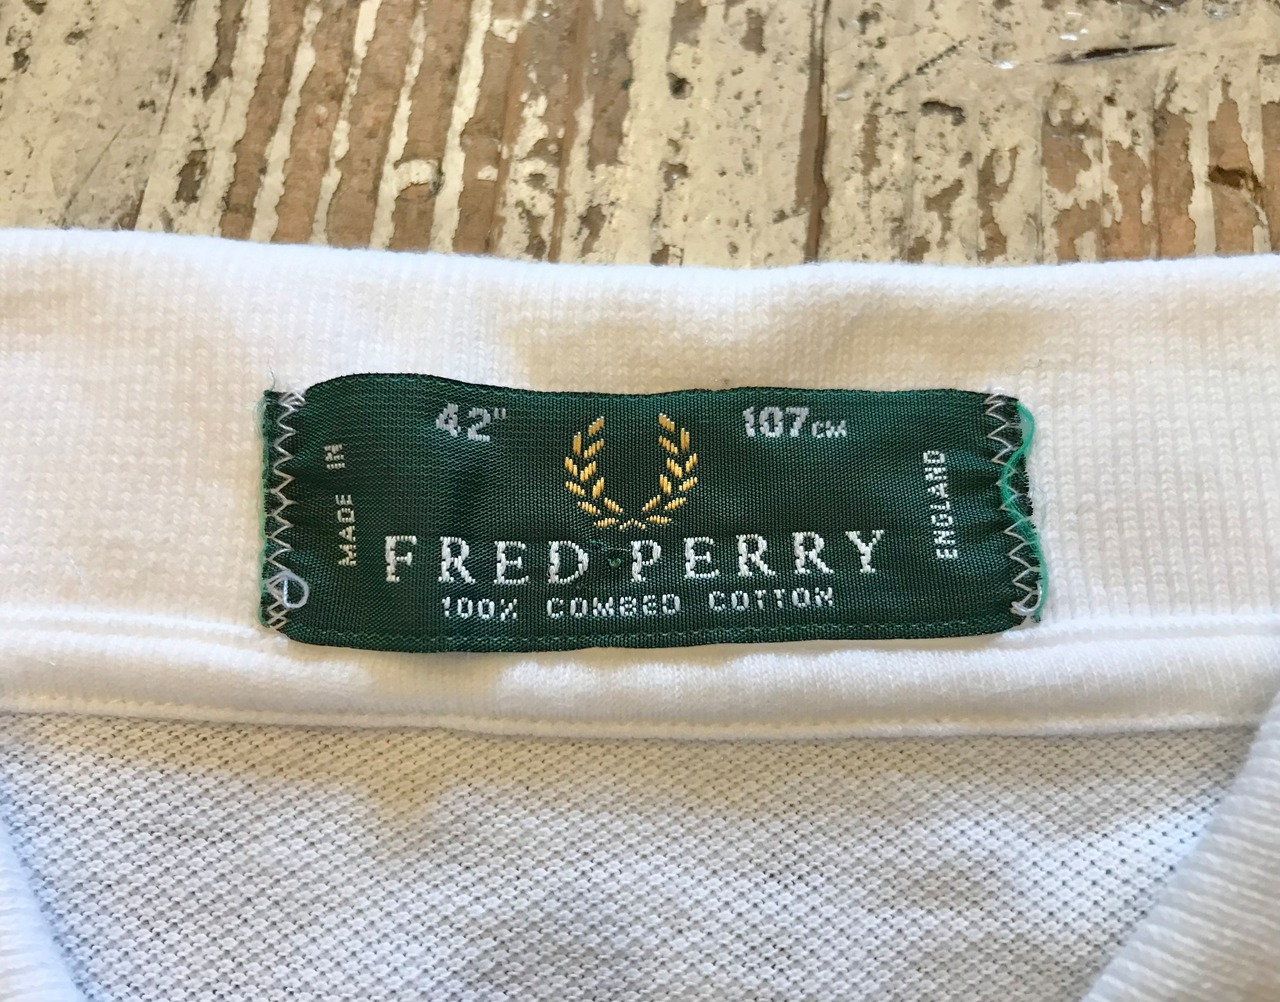 42" 107CM
MADE IN
ENGLAND
FRED PERRY
100% COMBED COTTON